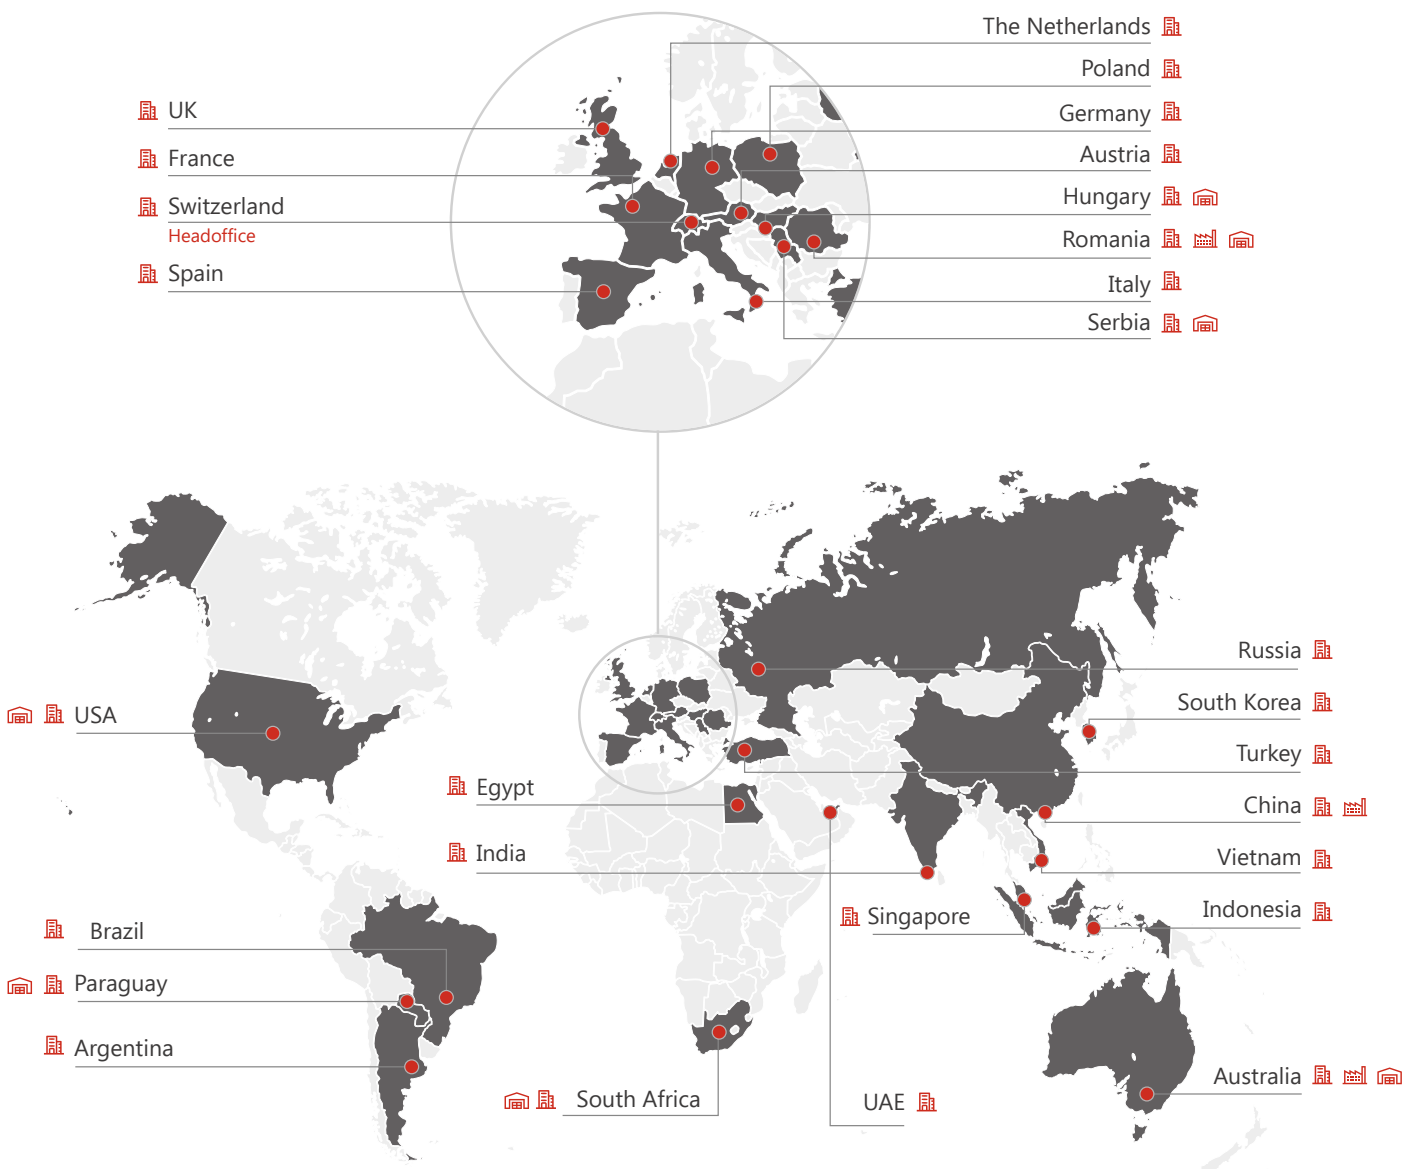 The Netherlands
Poland
UK
Germany
France
Austria
Hungary
Switzerland
Headoffice
Romania
Spain
Italy
Serbia
Russia
South Korea
USA
Turkey
Egypt
China
India
Vietnam
Indonesia
Singapore
Brazil
Paraguay
Argentina
Australia
South Africa
UAE